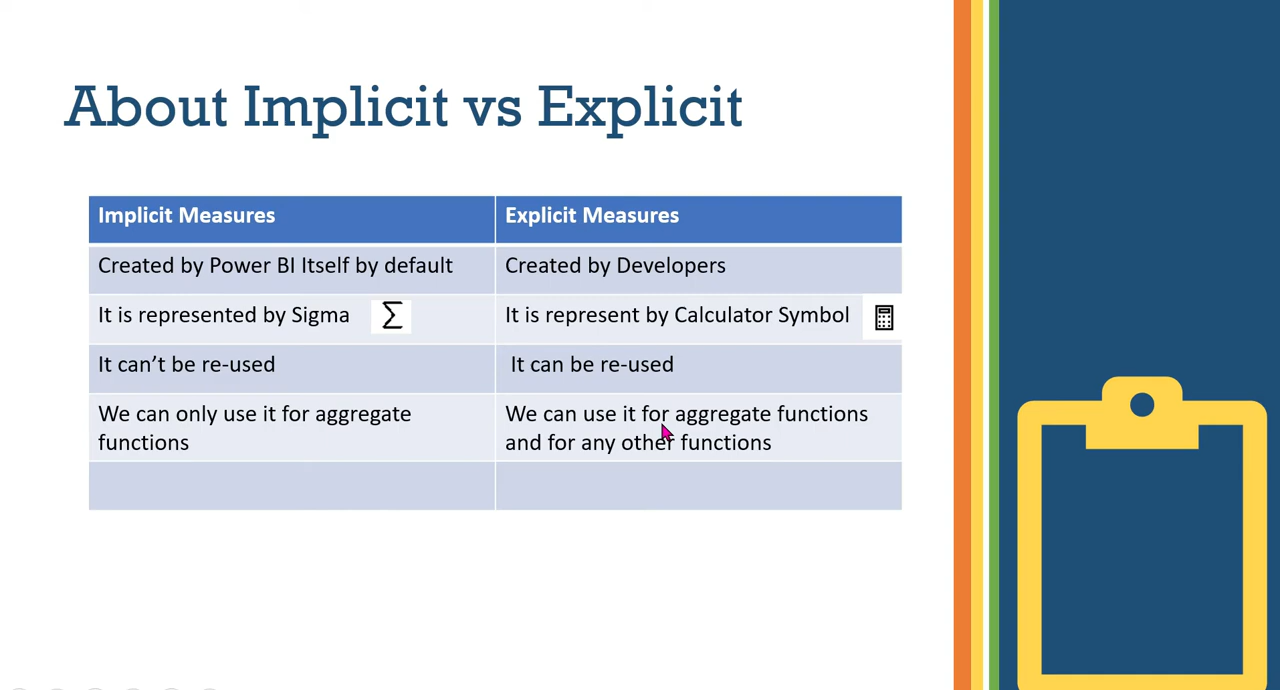 About Implicit vs Explicit
Implicit Measures
Explicit Measures
Created by Power BI Itself by default
Created by Developers
It is represented by Sigma Σ
It is represent by Calculator Symbol
It can’t be re-used
It can be re-used
We can only use it for aggregate
functions
We can use it for aggregate functions
and for any other functions